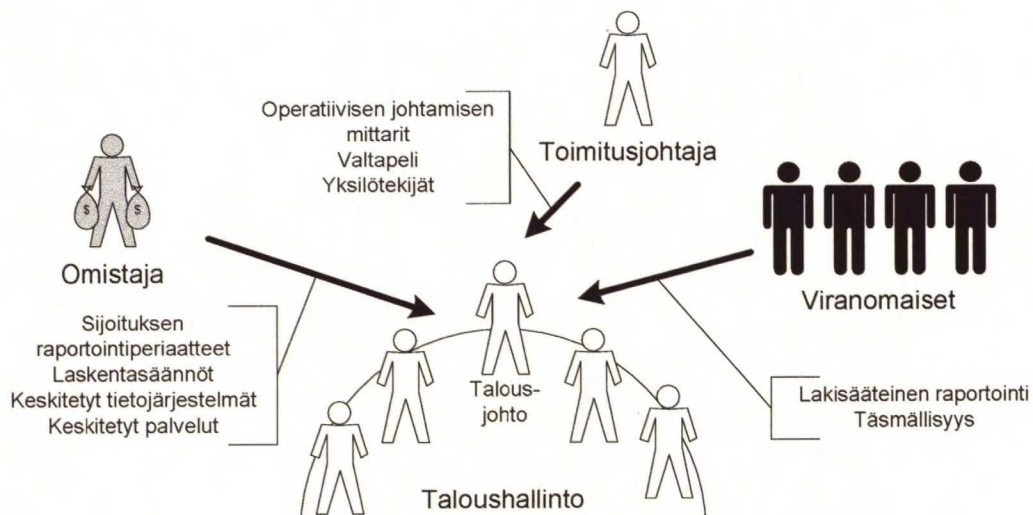 Operatiivisen johtamisen
mittarit
Valtapeli
Yksilötekijät
Toimitusjohtaja
$ $
Omistaja
Viranomaiset
Sijoituksen
raportointiperiaatteet
Laskentasäännöt
Keskitetyt tietojärjestelmät
Keskitetyt palvelut
Talous-
johto
Lakisääteinen raportointi
Täsmällisyys
Taloushallinto